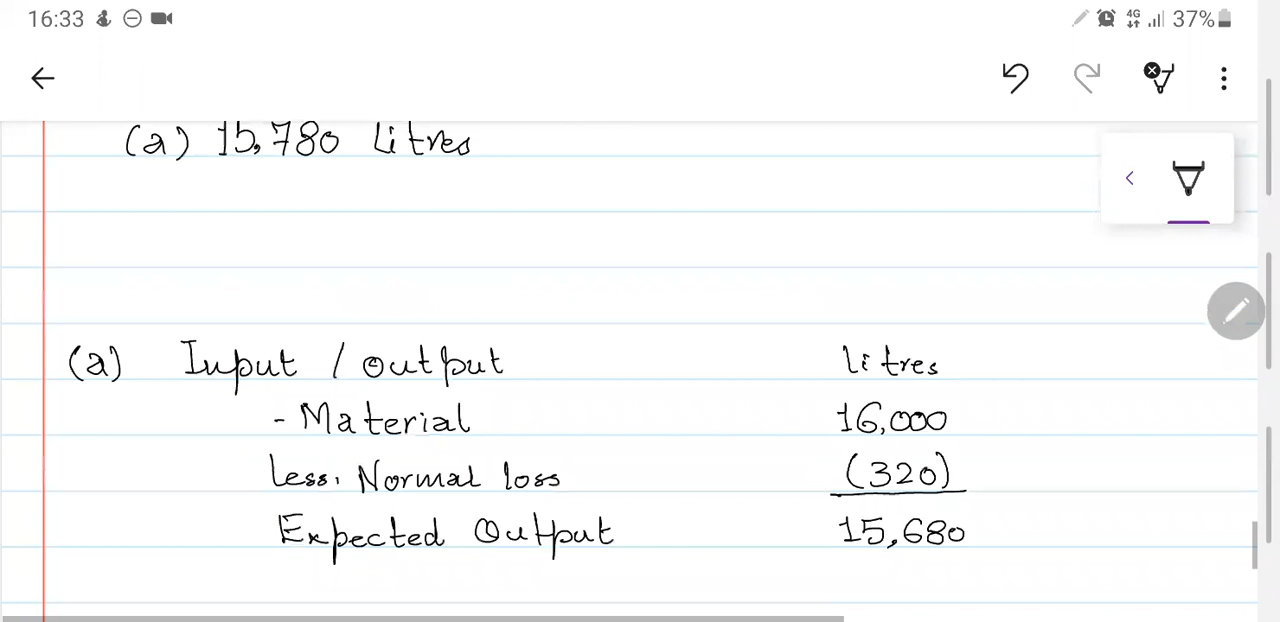 16:33 4G 37%
(a) 15,780 Litres
(a) Input / output litres
- Material 16,000
less. Normal loss (320)
Expected Output 15,680